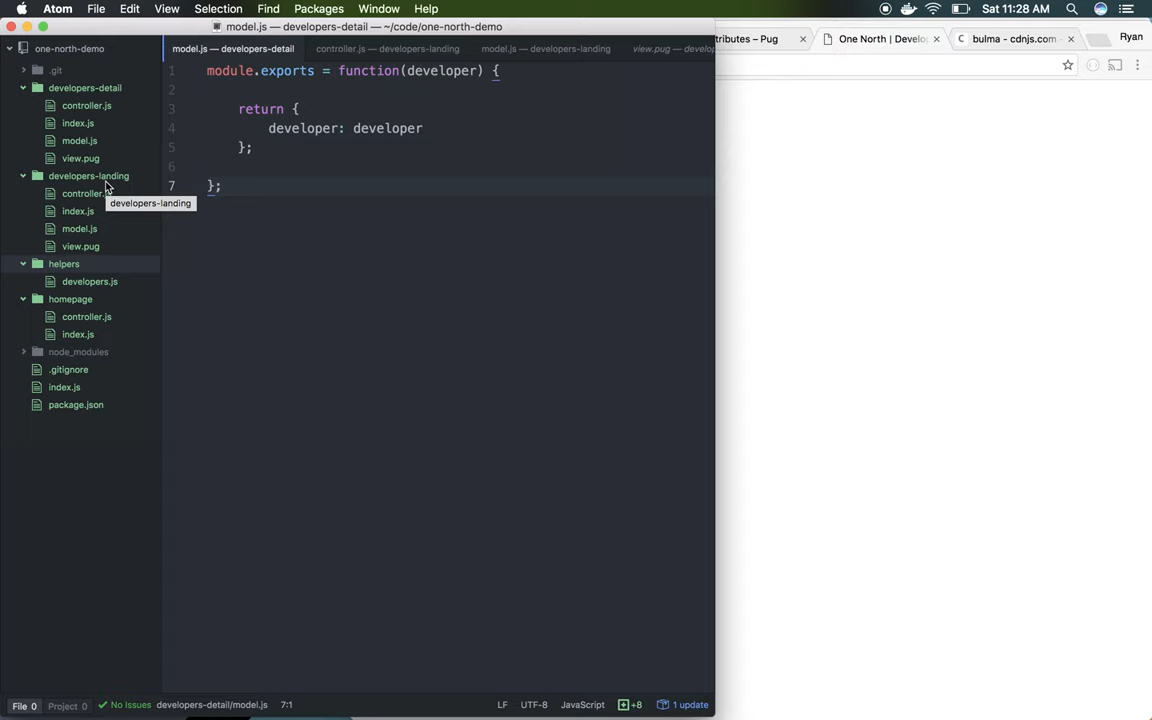 Atom File Edit View Selection Find Packages Window Help
Sat 11:28 AM
model.js — developers-detail — ~/code/one-north-demo
one-north-demo
model.js — developers-detail
controller.js — developers-landing
model.js — developers-landing
view.pug — develop
tributes – Pug
One North | Develo
bulma - cdnjs.com -
Ryan
.git
developers-detail
controller.js
index.js
model.js
view.pug
developers-landing
controller.
developers-landing
index.js
model.js
view.pug
helpers
developers.js
homepage
controller.js
index.js
node_modules
.gitignore
index.js
package.json
1 module.exports = function(developer) {
2
3 return {
4 developer: developer
5 };
6
7 };
File 0 Project 0 No Issues developers-detail/model.js 7:1
LF UTF-8 JavaScript +8 1 update